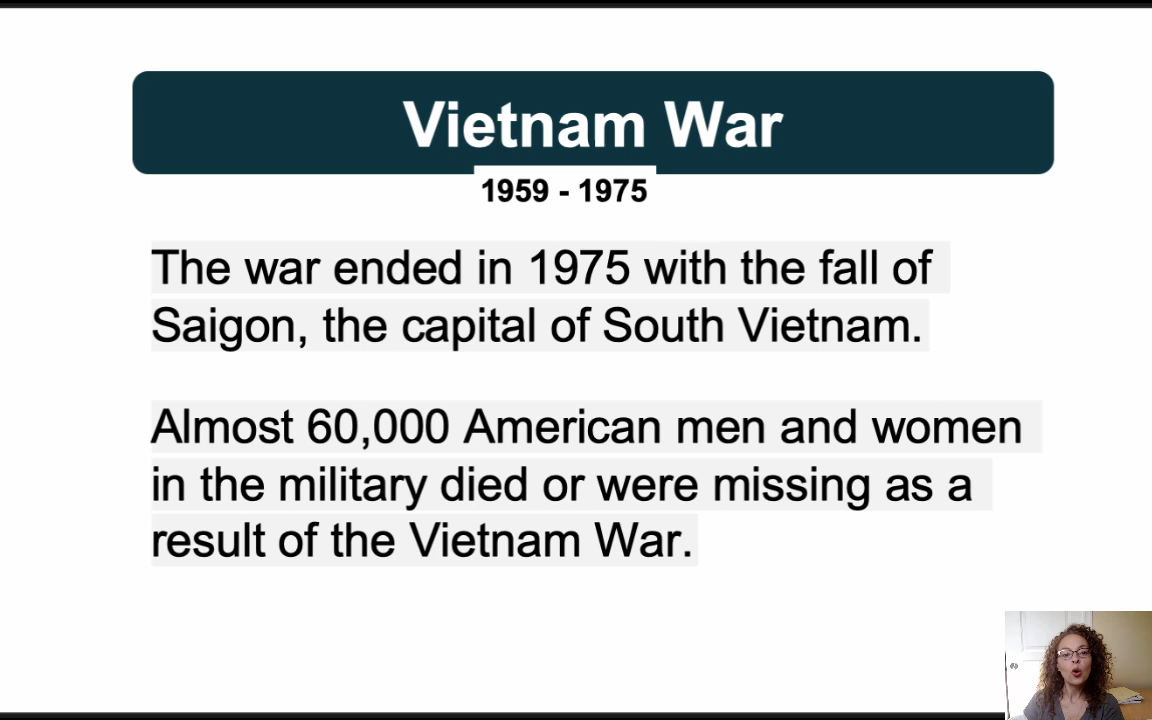 Vietnam War
1959 - 1975
The war ended in 1975 with the fall of
Saigon, the capital of South Vietnam.
Almost 60,000 American men and women
in the military died or were missing as a
result of the Vietnam War.